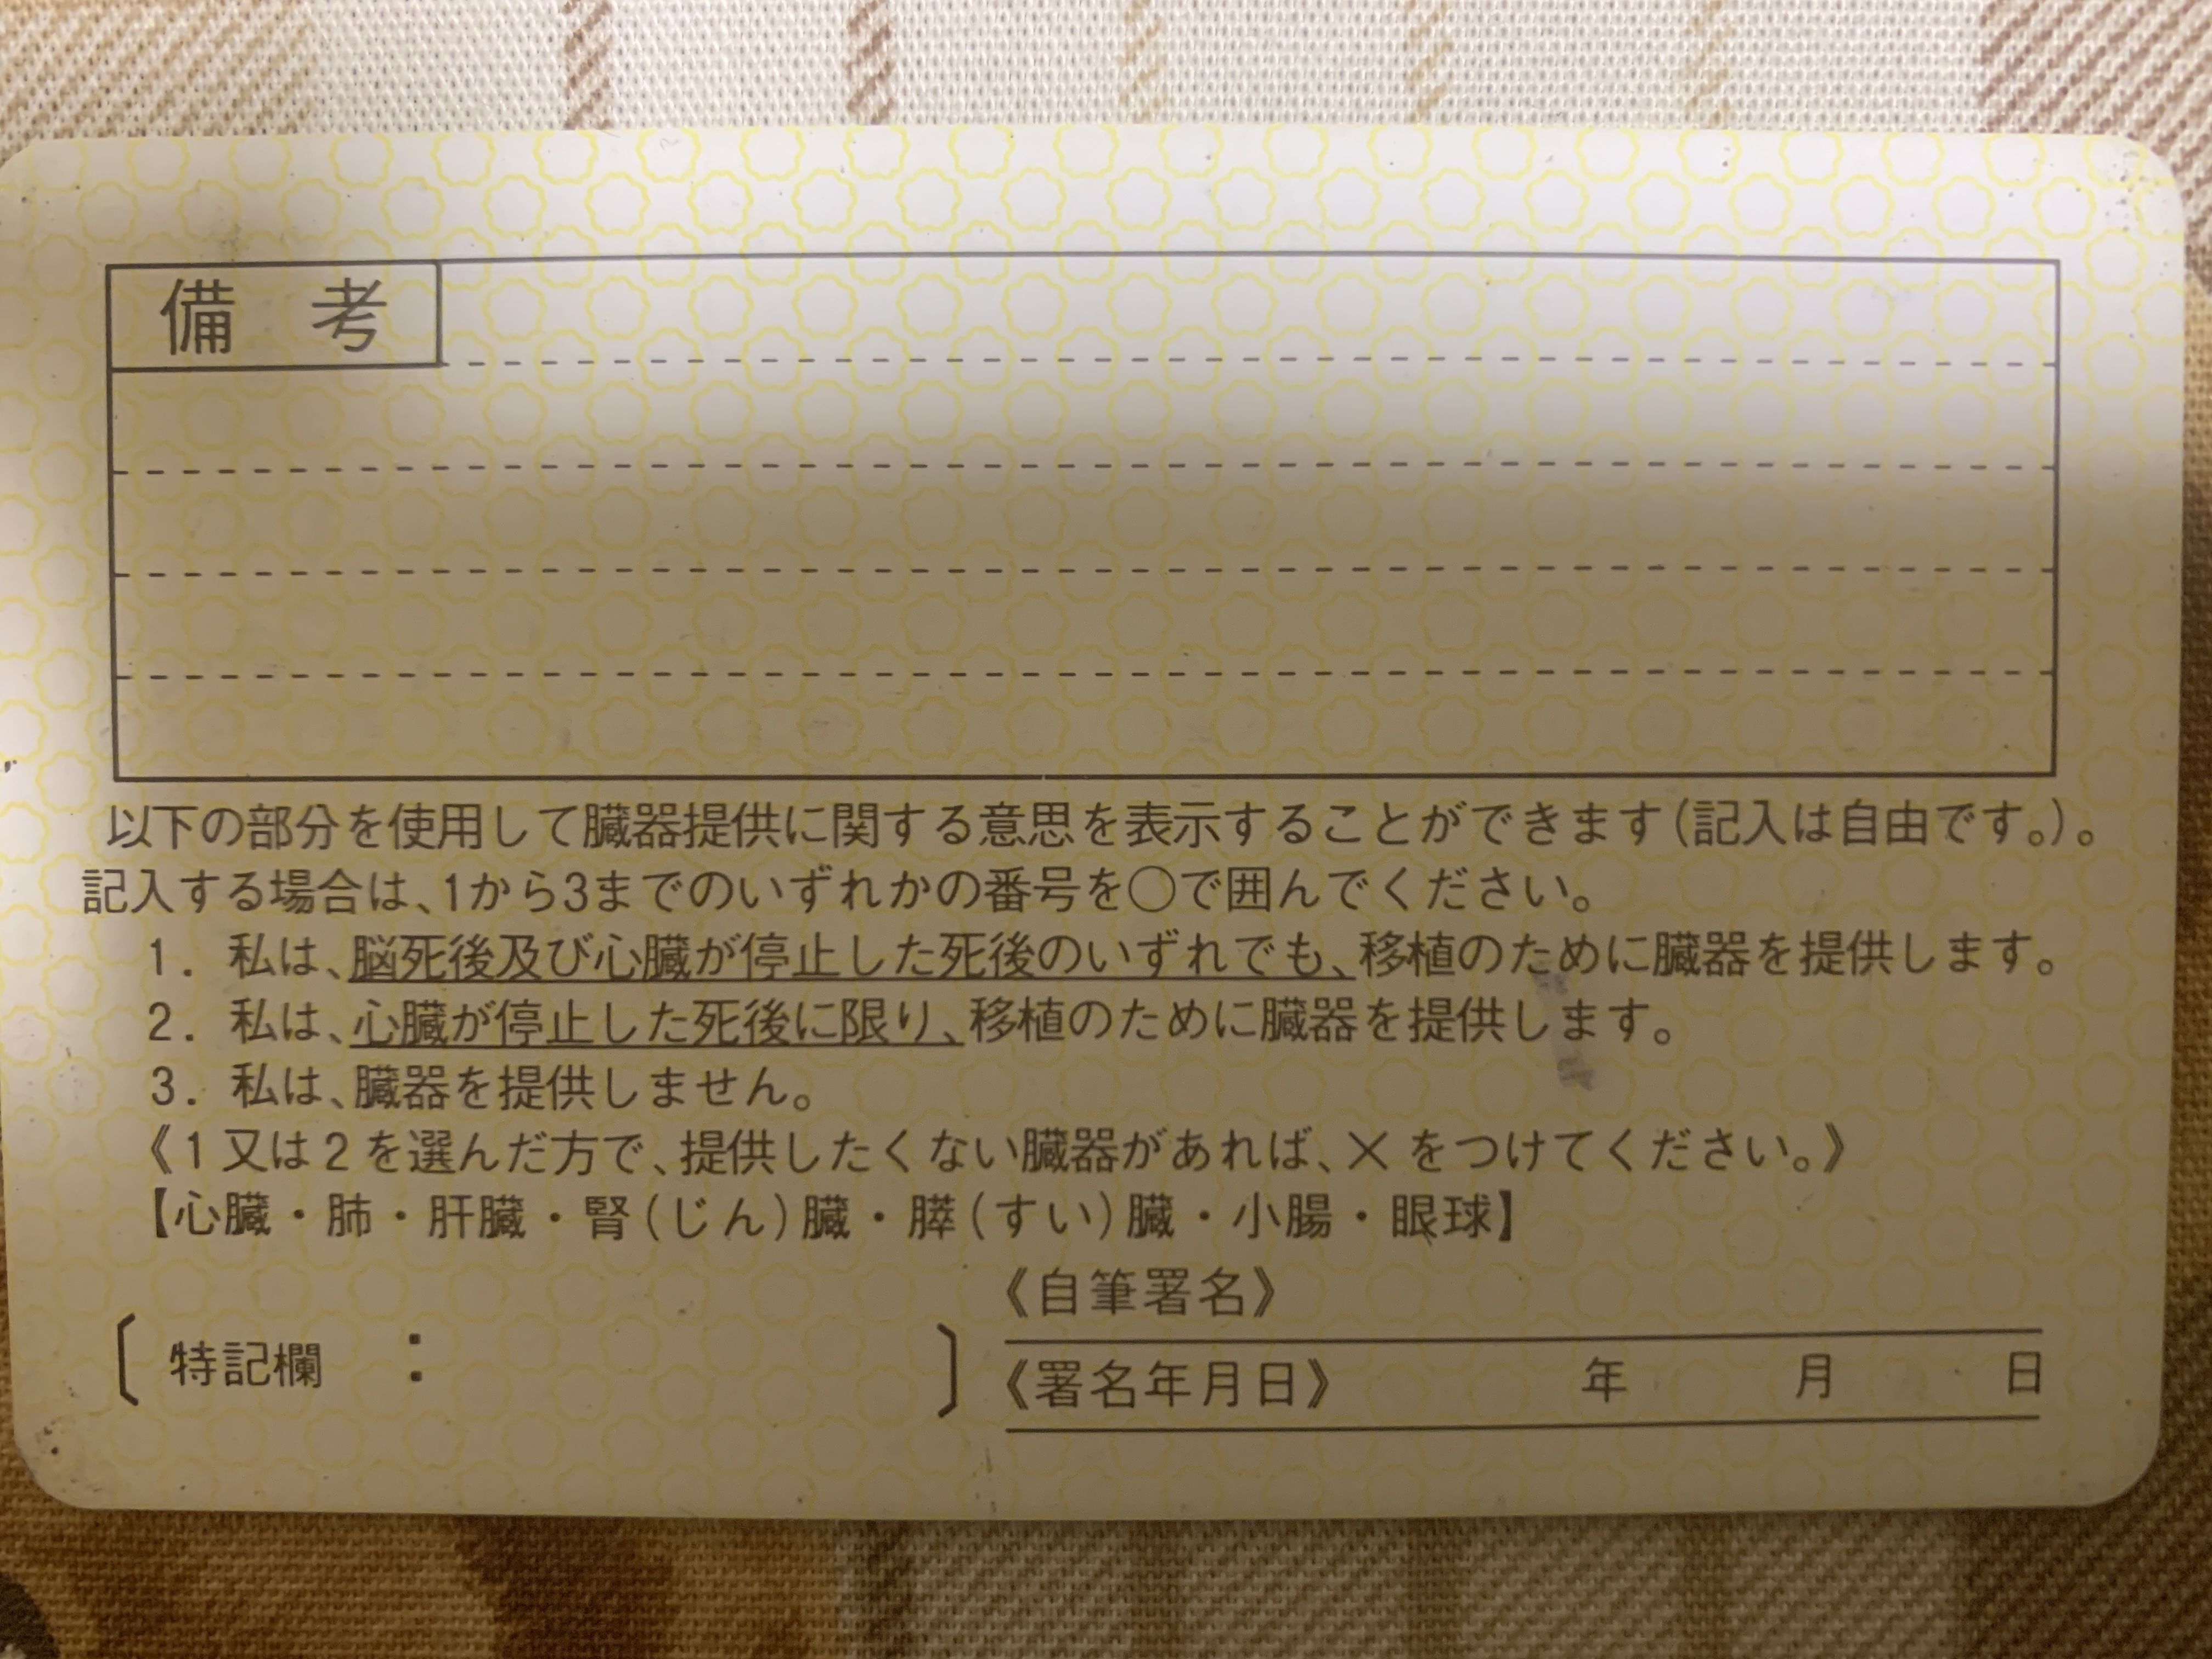 備 考
以下の部分を使用して臓器提供に関する意思を表示することができます(記入は自由です。)。
記入する場合は、1から3までのいずれかの番号を○で囲んでください。
1. 私は、脳死後及び心臓が停止した死後のいずれでも、移植のために臓器を提供します。
2. 私は、心臓が停止した死後に限り、移植のために臓器を提供します。
3. 私は、臓器を提供しません。
《1又は2を選んだ方で、提供したくない臓器があれば、×をつけてください。》
【心臓・肺・肝臓・腎(じん)臓・膵(すい)臓・小腸・眼球】
〔特記欄 : 〕
《自筆署名》
《署名年月日》 年 月 日